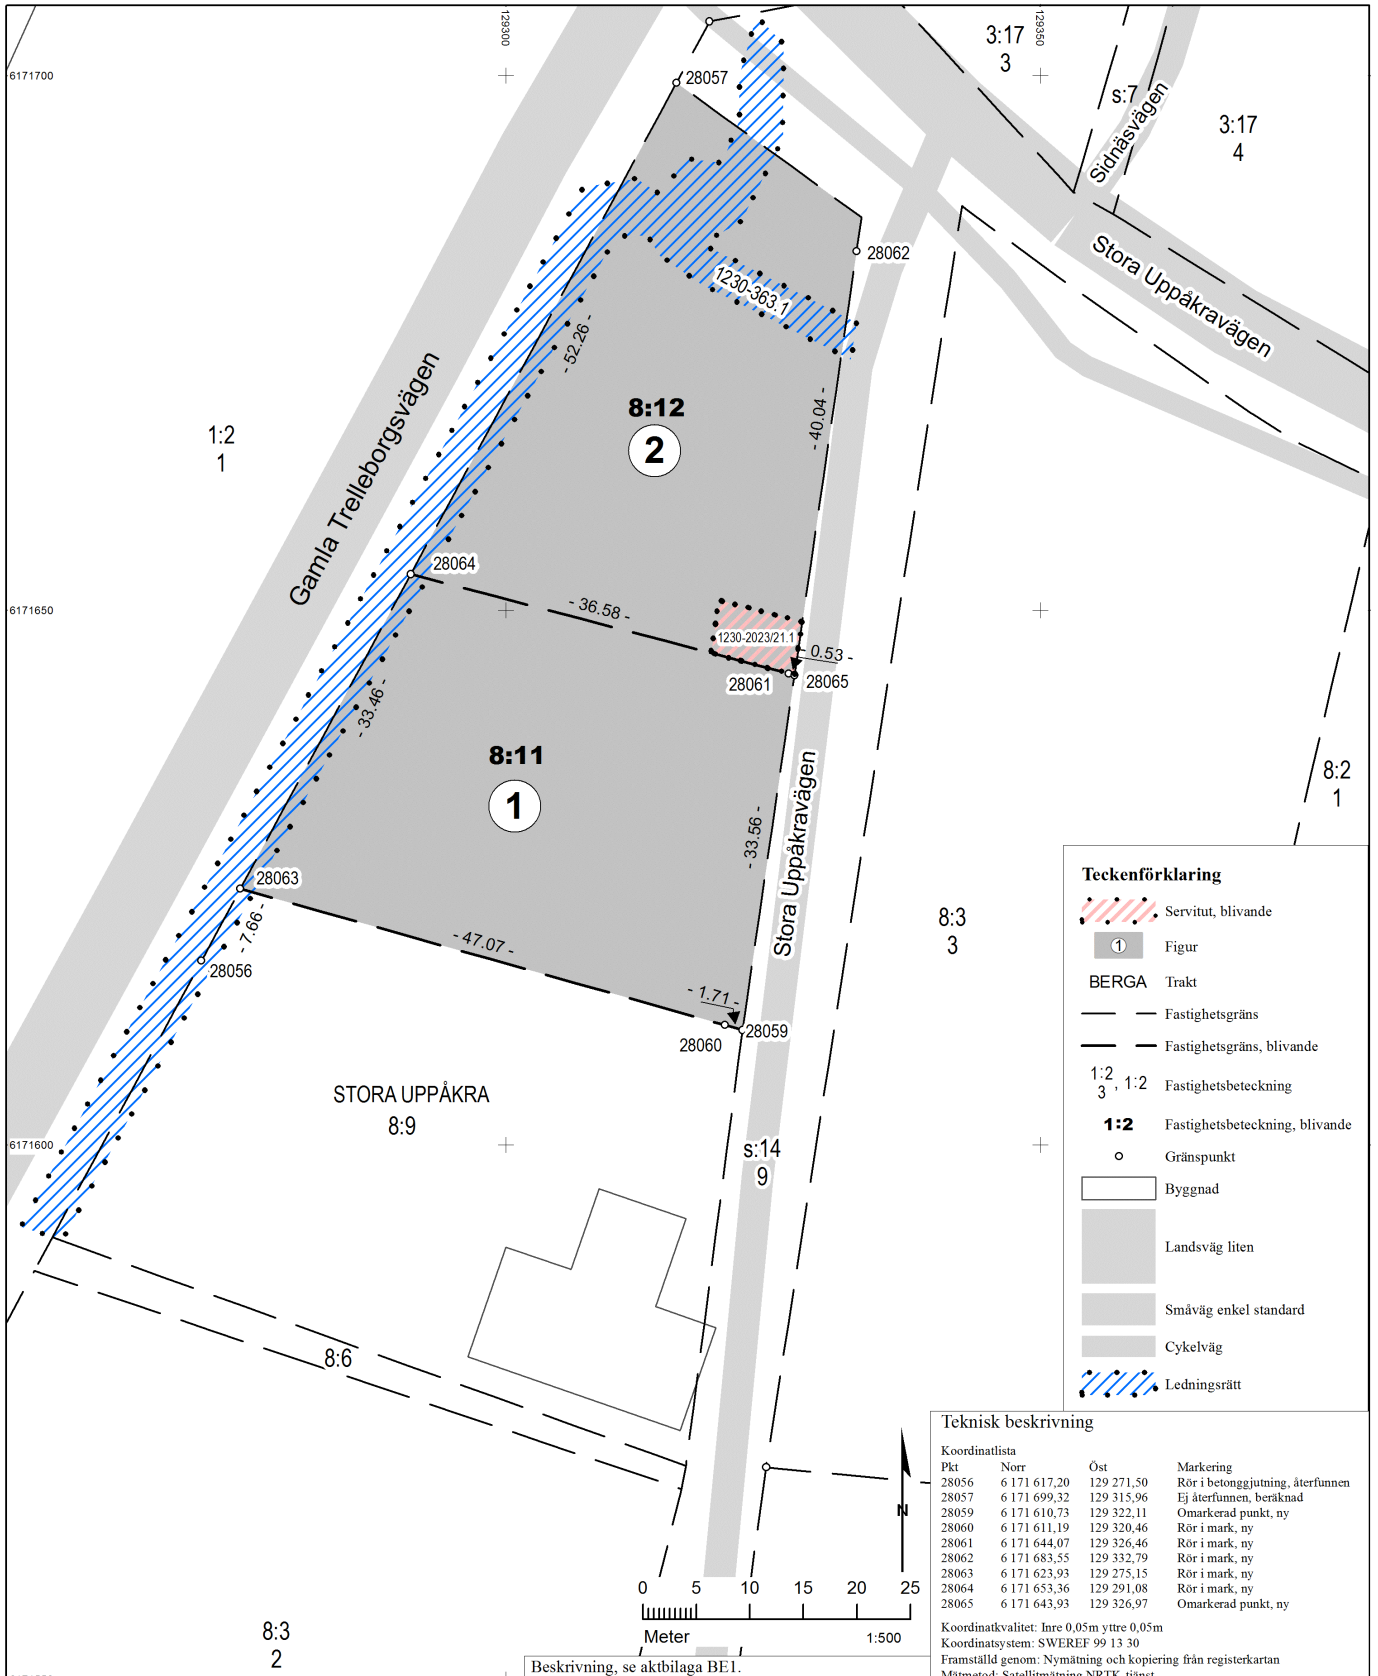 129300
129350
6171700
28057
3:17
3
s:7
Sidnäsvägen
3:17
4
28062
Stora Uppåkravägen
1230-363.1
- 52.26 -
Gamla Trelleborgsvägen
1:2
1
8:12
2
- 40.04 -
28064
6171650
- 36.58 -
1230-2023/21.1
- 0.53 -
28061
28065
- 33.46 -
8:11
1
Stora Uppåkravägen
- 33.56 -
8:2
1
28063
- 7.66 -
28056
- 47.07 -
8:3
3
- 1.71 -
28059
28060
STORA UPPÅKRA
8:9
6171600
s:14
9
8:6
8:3
2
Teckenförklaring
Servitut, blivande
1 Figur
BERGA Trakt
Fastighetsgräns
Fastighetsgräns, blivande
1:2
3 , 1:2 Fastighetsbeteckning
1:2 Fastighetsbeteckning, blivande
Gränspunkt
Byggnad
Landsväg liten
Småväg enkel standard
Cykelväg
Ledningsrätt
N
0 5 10 15 20 25
Meter 1:500
Beskrivning, se aktbilaga BE1.
Teknisk beskrivning
Koordinatlista
Pkt Norr Öst Markering
28056 6 171 617,20 129 271,50 Rör i betonggjutning, återfunnen
28057 6 171 699,32 129 315,96 Ej återfunnen, beräknad
28059 6 171 610,73 129 322,11 Omarkerad punkt, ny
28060 6 171 611,19 129 320,46 Rör i mark, ny
28061 6 171 644,07 129 326,46 Rör i mark, ny
28062 6 171 683,55 129 332,79 Rör i mark, ny
28063 6 171 623,93 129 275,15 Rör i mark, ny
28064 6 171 653,36 129 291,08 Rör i mark, ny
28065 6 171 643,93 129 326,97 Omarkerad punkt, ny
Koordinatkvalitet: Inre 0,05m yttre 0,05m
Koordinatsystem: SWEREF 99 13 30
Framställd genom: Nymätning och kopiering från registerkartan
Mätmetod: Satellitmätning NRTK-tjänst